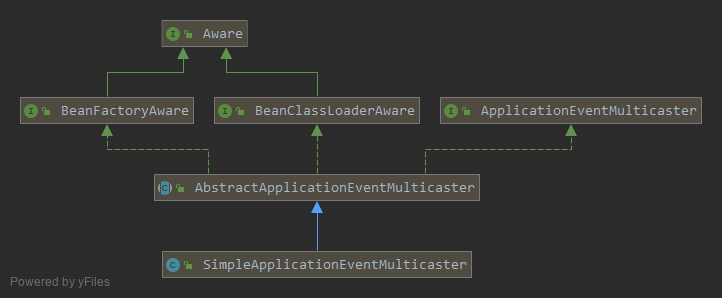 Aware
BeanFactoryAware
BeanClassLoaderAware
ApplicationEventMulticaster
AbstractApplicationEventMulticaster
SimpleApplicationEventMulticaster
Powered by yFiles